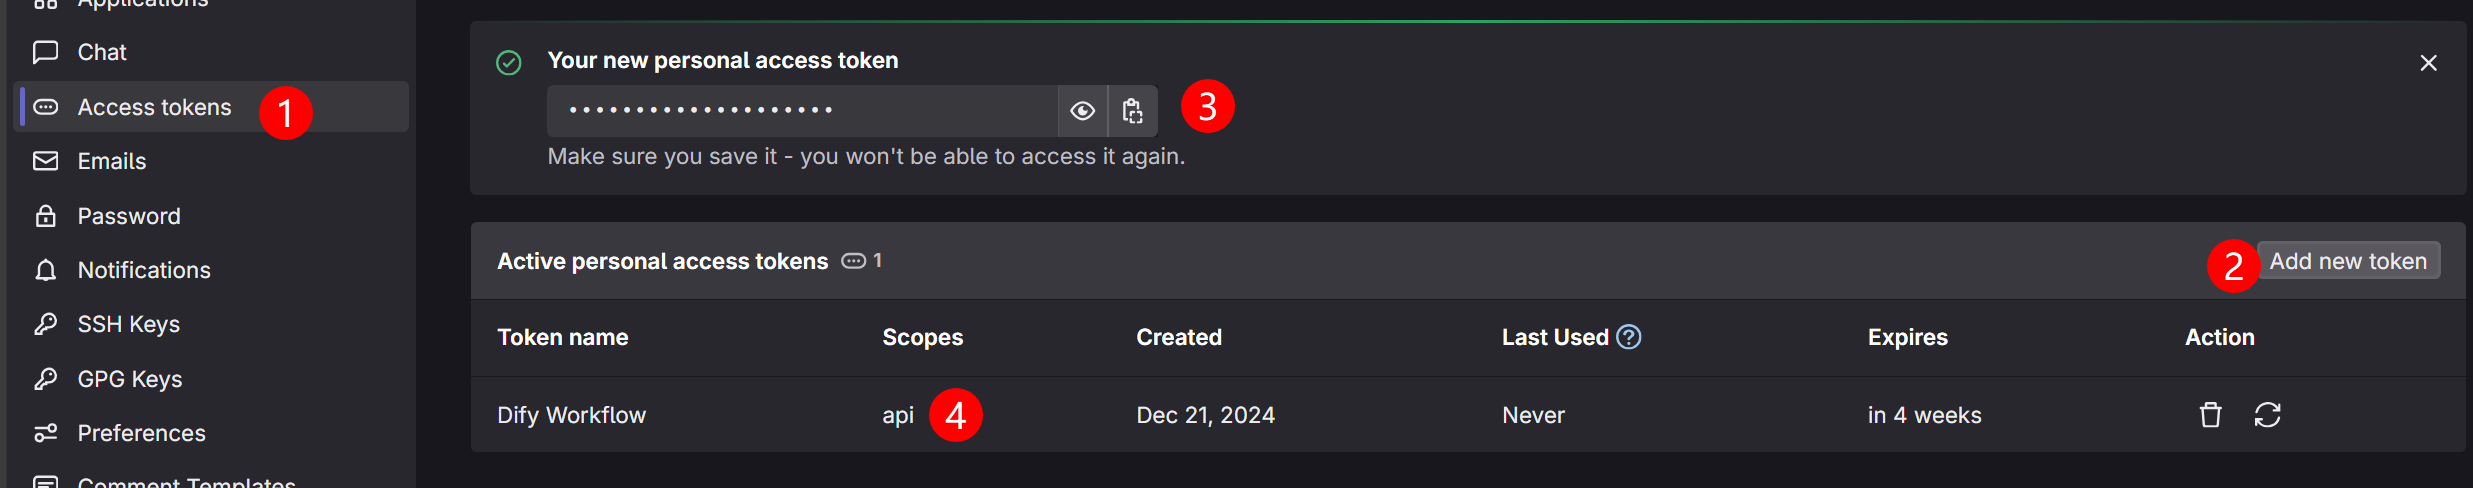 Applications
Chat
Access tokens 1
Emails
Password
Notifications
SSH Keys
GPG Keys
Preferences
Comment Templates
Your new personal access token
•••••••••••••••••••• 3
Make sure you save it - you won't be able to access it again.
Active personal access tokens 1
2 Add new token
Token name Scopes Created Last Used Expires Action
Dify Workflow api 4 Dec 21, 2024 Never in 4 weeks